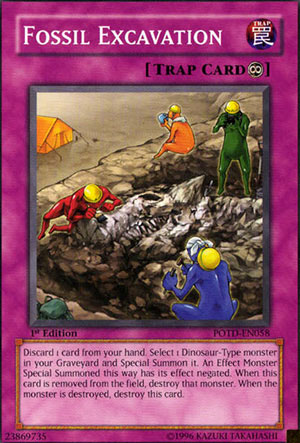 FOSSIL EXCAVATION
TRAP
罠
[TRAP CARD]
1st Edition
POTD-EN058
Discard 1 card from your hand. Select 1 Dinosaur-Type monster
in your Graveyard and Special Summon it. An Effect Monster
Special Summoned this way has its effect negated. When this
card is removed from the field, destroy that monster. When the
monster is destroyed, destroy this card.
23869735
©1996 KAZUKI TAKAHASHI